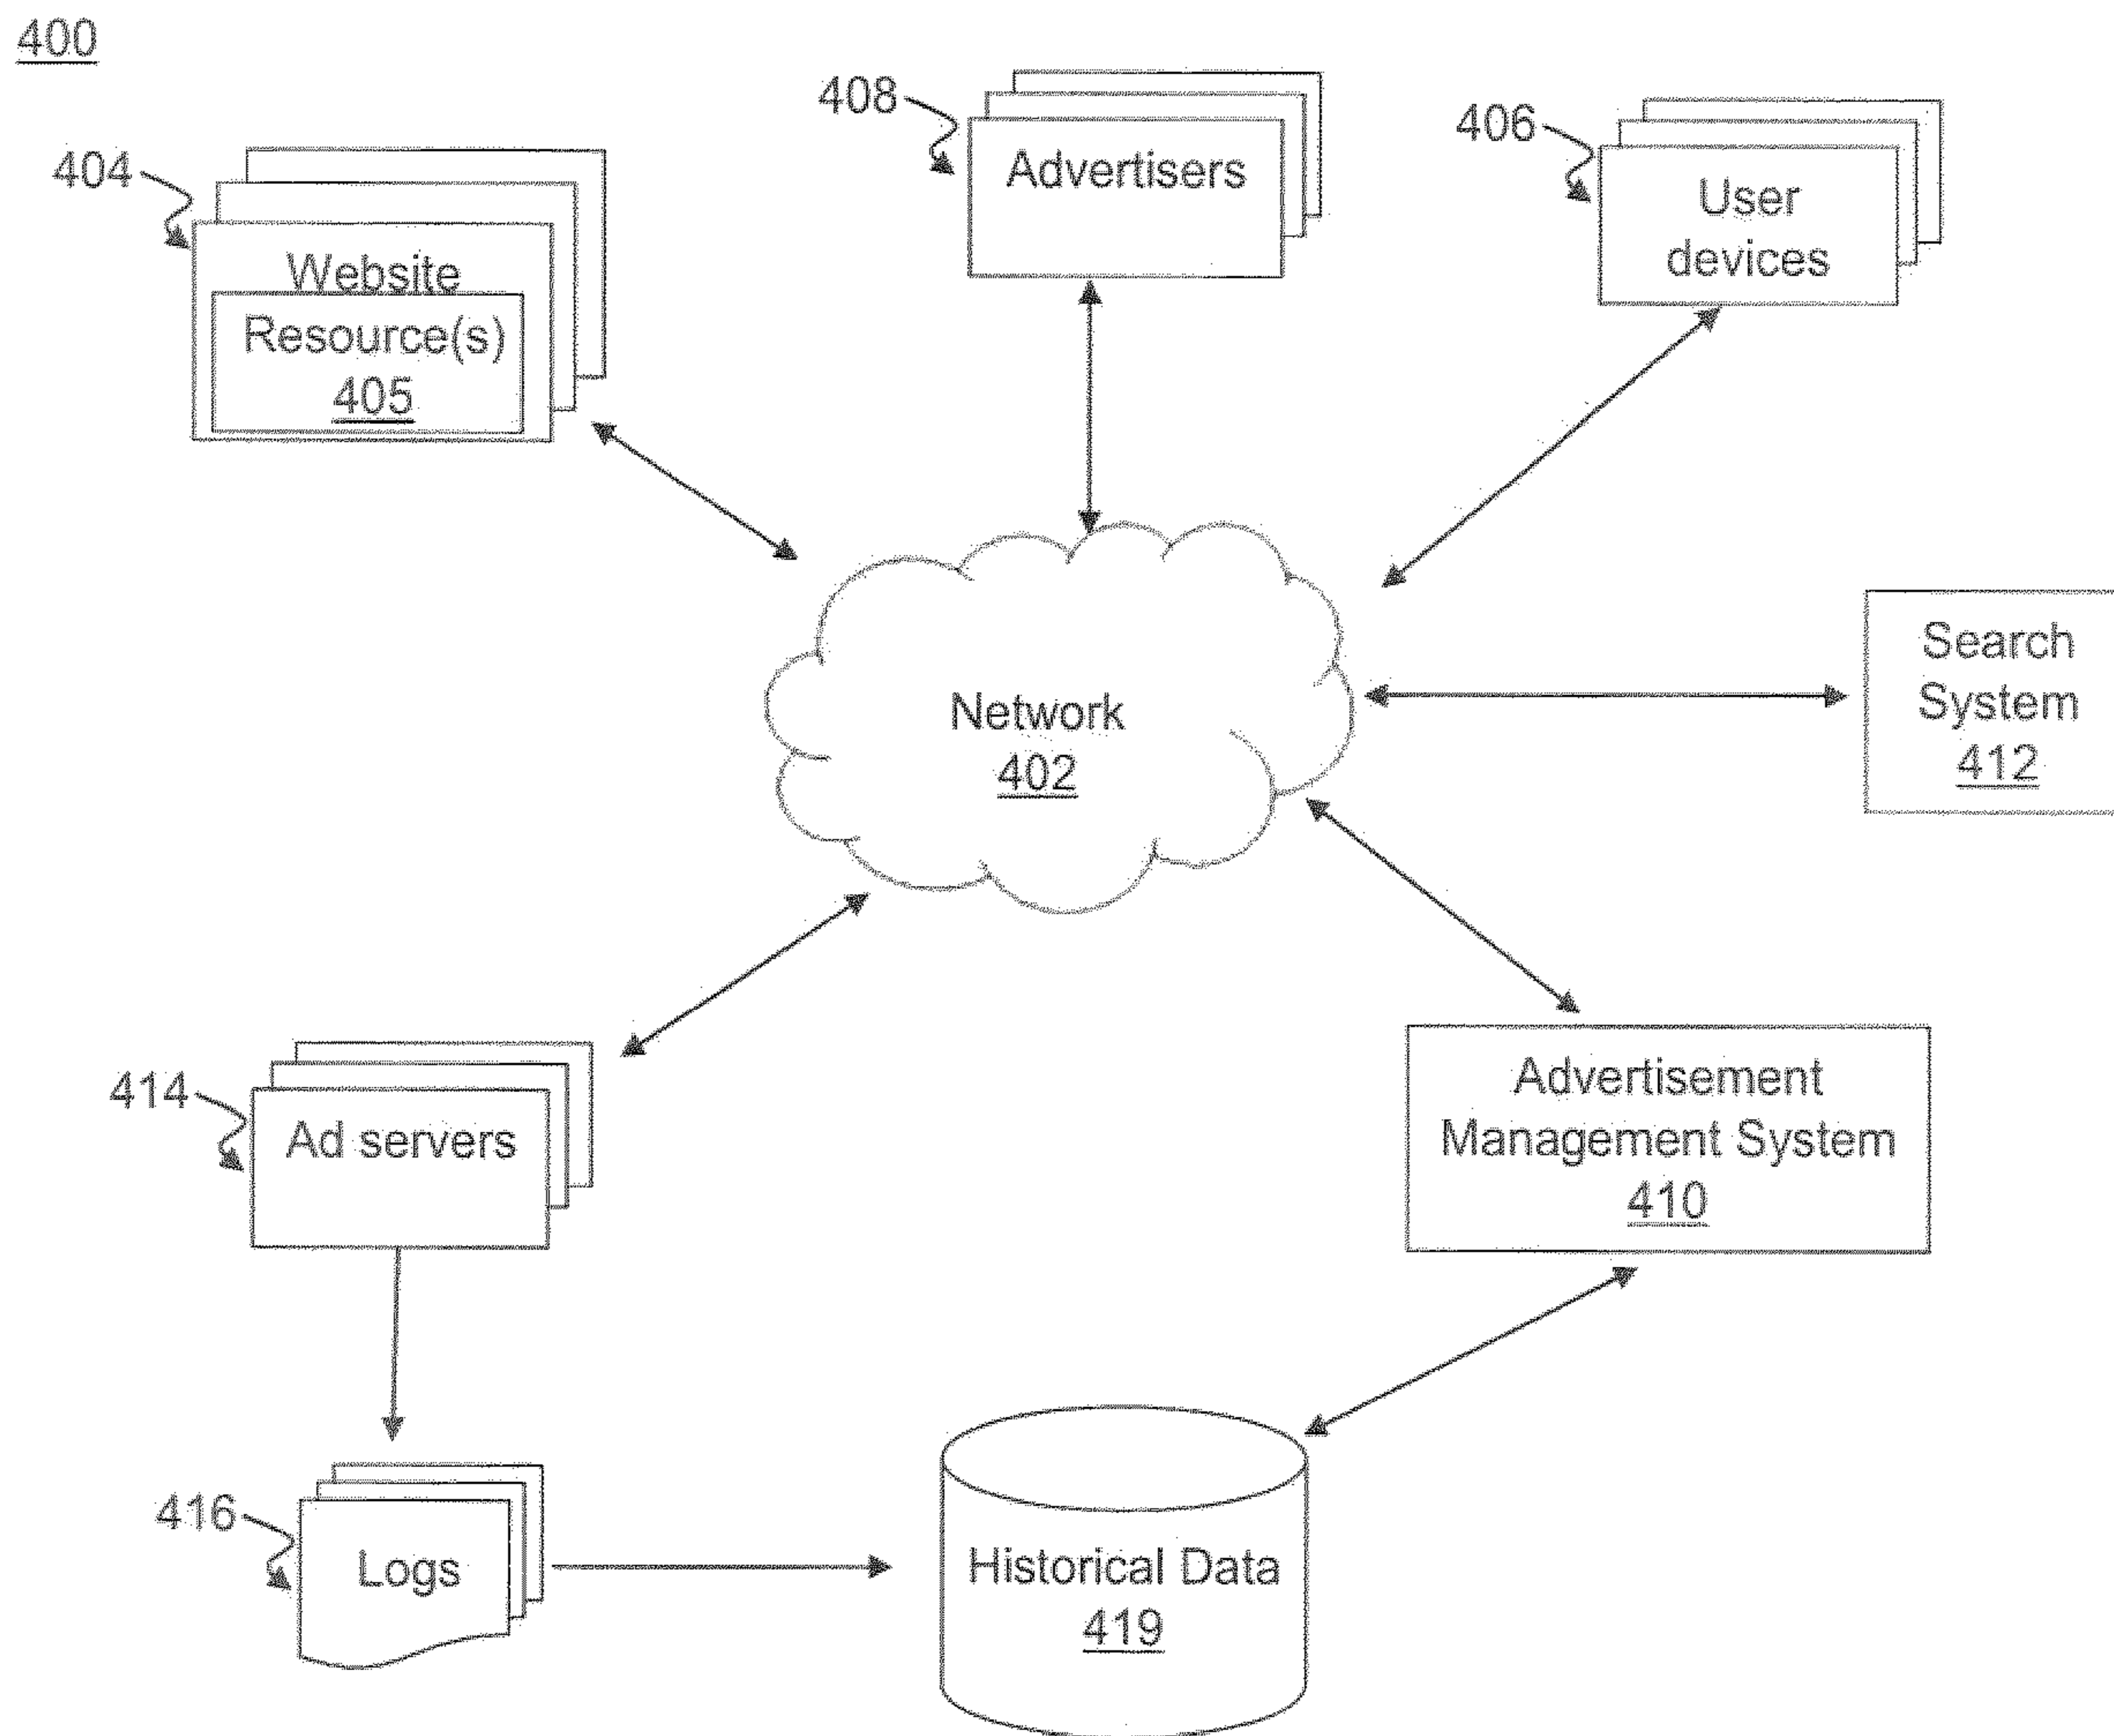 400
408
Advertisers
406
User
devices
404
Website
Resource(s)
405
Network
402
Search
System
412
414
Ad servers
Advertisement
Management System
410
416
Logs
Historical Data
419